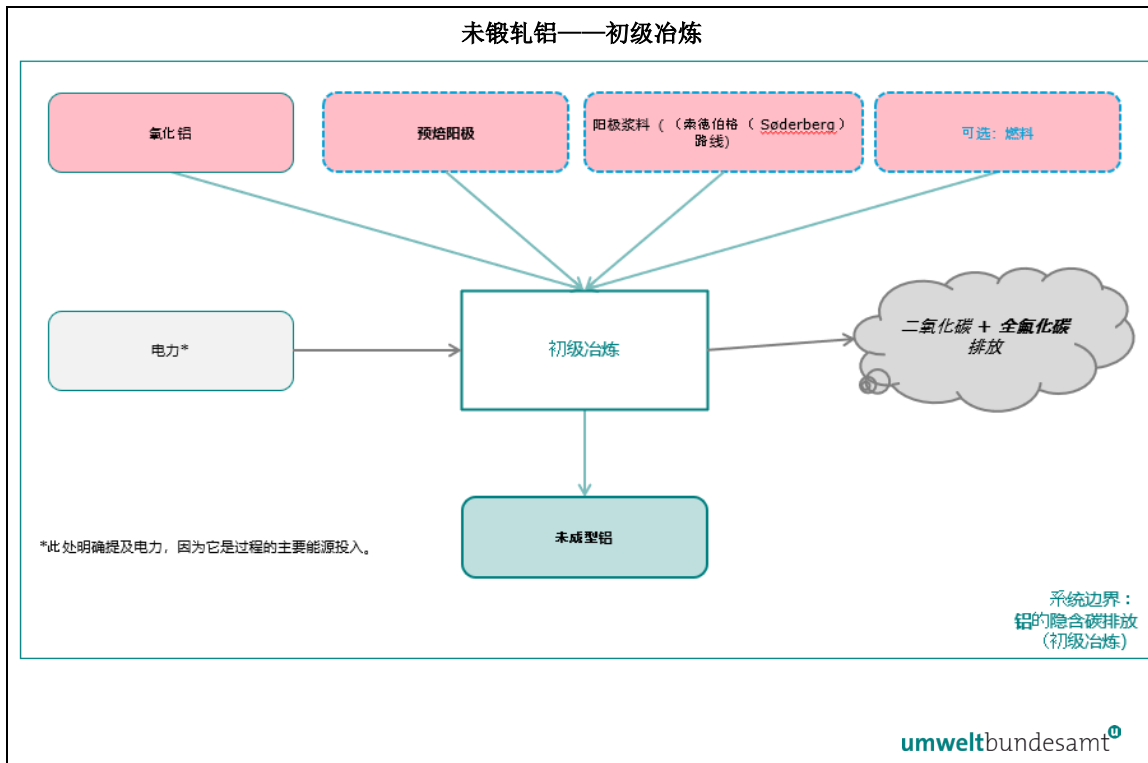 未锻轧铝——初级冶炼
氧化铝
预焙阳极
阳极浆料 ( （索德伯格（ Søderberg）
路线)
可选：燃料
电力*
初级冶炼
二氧化碳 + 全氟化碳
排放
未成型铝
*此处明确提及电力，因为它是过程的主要能源投入。
系统边界：
铝的隐含碳排放
（初级冶炼）
umweltbundesamt